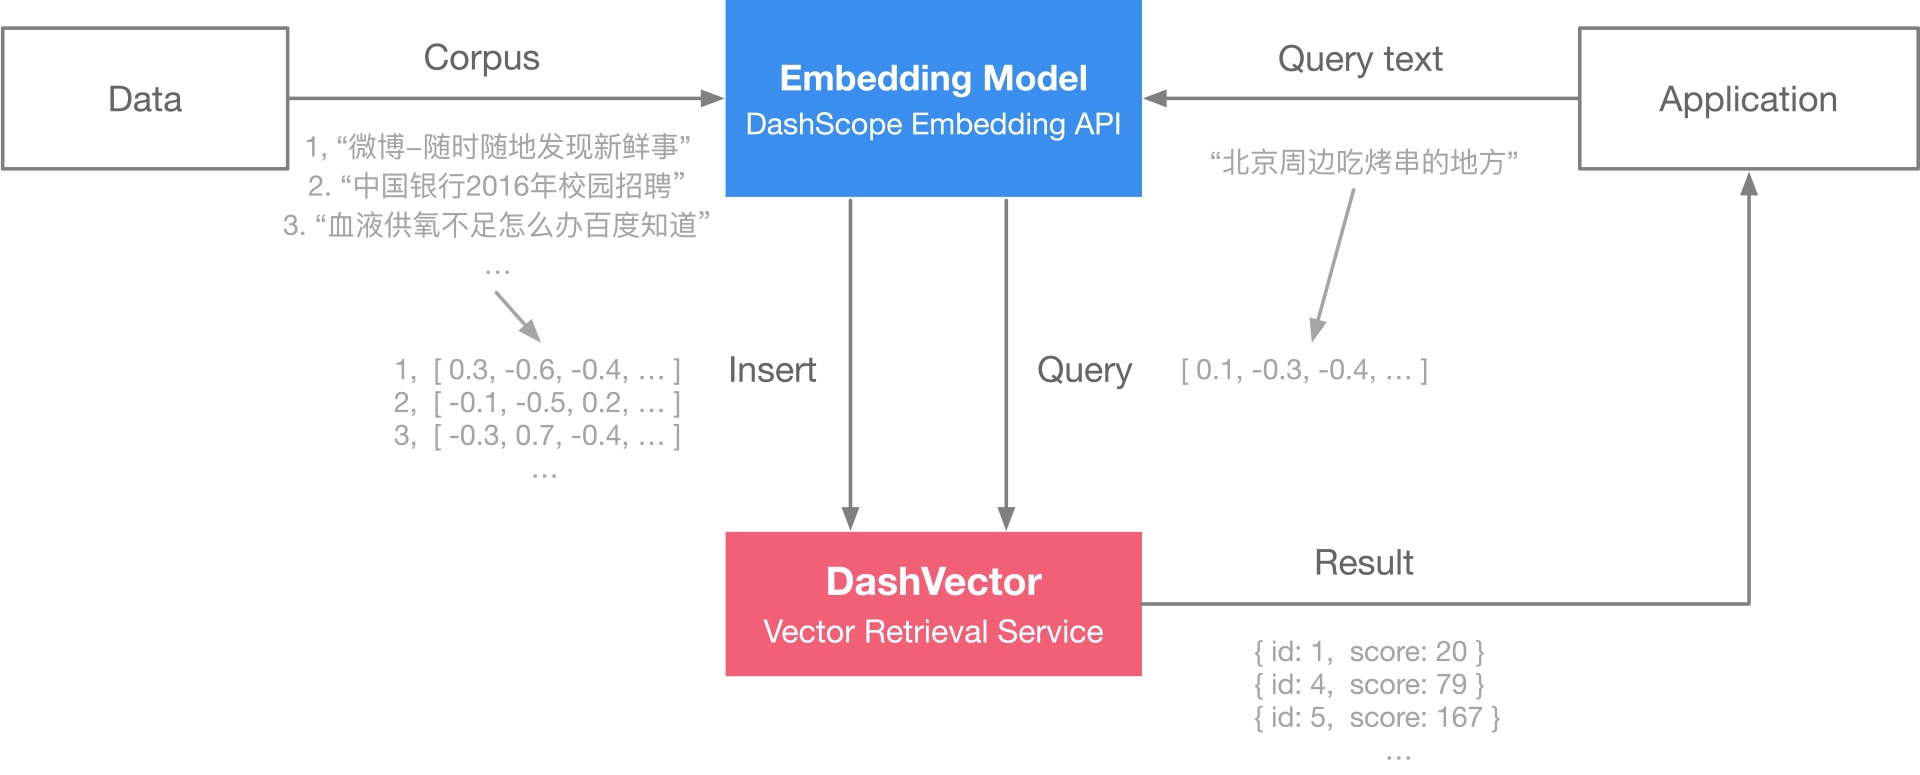 Data
Corpus
1, “微博-随时随地发现新鲜事”
2. “中国银行2016年校园招聘”
3. “血液供氧不足怎么办百度知道”
...
1, [ 0.3, -0.6, -0.4, ... ]
2, [ -0.1, -0.5, 0.2, ... ]
3, [ -0.3, 0.7, -0.4, ... ]
...
Embedding Model
DashScope Embedding API
Insert
Query
Query text
Application
“北京周边吃烤串的地方”
[ 0.1, -0.3, -0.4, ... ]
DashVector
Vector Retrieval Service
Result
{ id: 1, score: 20 }
{ id: 4, score: 79 }
{ id: 5, score: 167 }
...